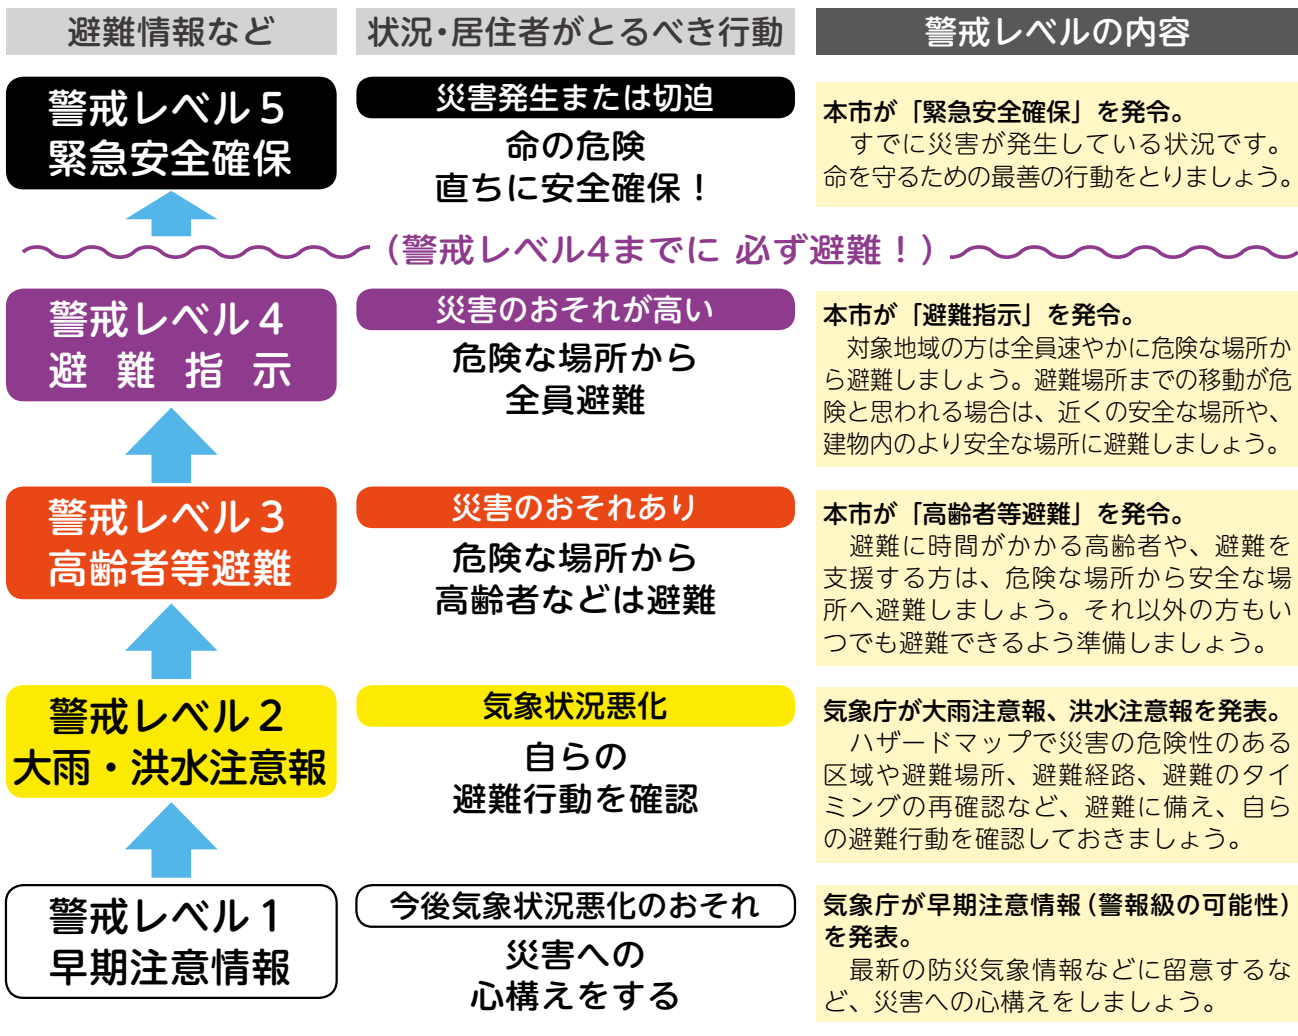 避難情報など
状況・居住者がとるべき行動
警戒レベルの内容
警戒レベル５
緊急安全確保
災害発生または切迫
命の危険
直ちに安全確保！
本市が「緊急安全確保」を発令。
すでに災害が発生している状況です。
命を守るための最善の行動をとりましょう。
（警戒レベル4までに 必ず避難！）
警戒レベル４
避難指示
災害のおそれが高い
危険な場所から
全員避難
本市が「避難指示」を発令。
対象地域の方は全員速やかに危険な場所か
ら避難しましょう。避難場所までの移動が危
険と思われる場合は、近くの安全な場所や、
建物内のより安全な場所に避難しましょう。
警戒レベル３
高齢者等避難
災害のおそれあり
危険な場所から
高齢者などは避難
本市が「高齢者等避難」を発令。
避難に時間がかかる高齢者や、避難を
支援する方は、危険な場所から安全な場
所へ避難しましょう。それ以外の方もい
つでも避難できるよう準備しましょう。
警戒レベル２
大雨・洪水注意報
気象状況悪化
自らの
避難行動を確認
気象庁が大雨注意報、洪水注意報を発表。
ハザードマップで災害の危険性のある
区域や避難場所、避難経路、避難のタイ
ミングの再確認など、避難に備え、自ら
の避難行動を確認しておきましょう。
警戒レベル１
早期注意情報
今後気象状況悪化のおそれ
災害への
心構えをする
気象庁が早期注意情報（警報級の可能性）
を発表。
最新の防災気象情報などに留意するな
ど、災害への心構えをしましょう。